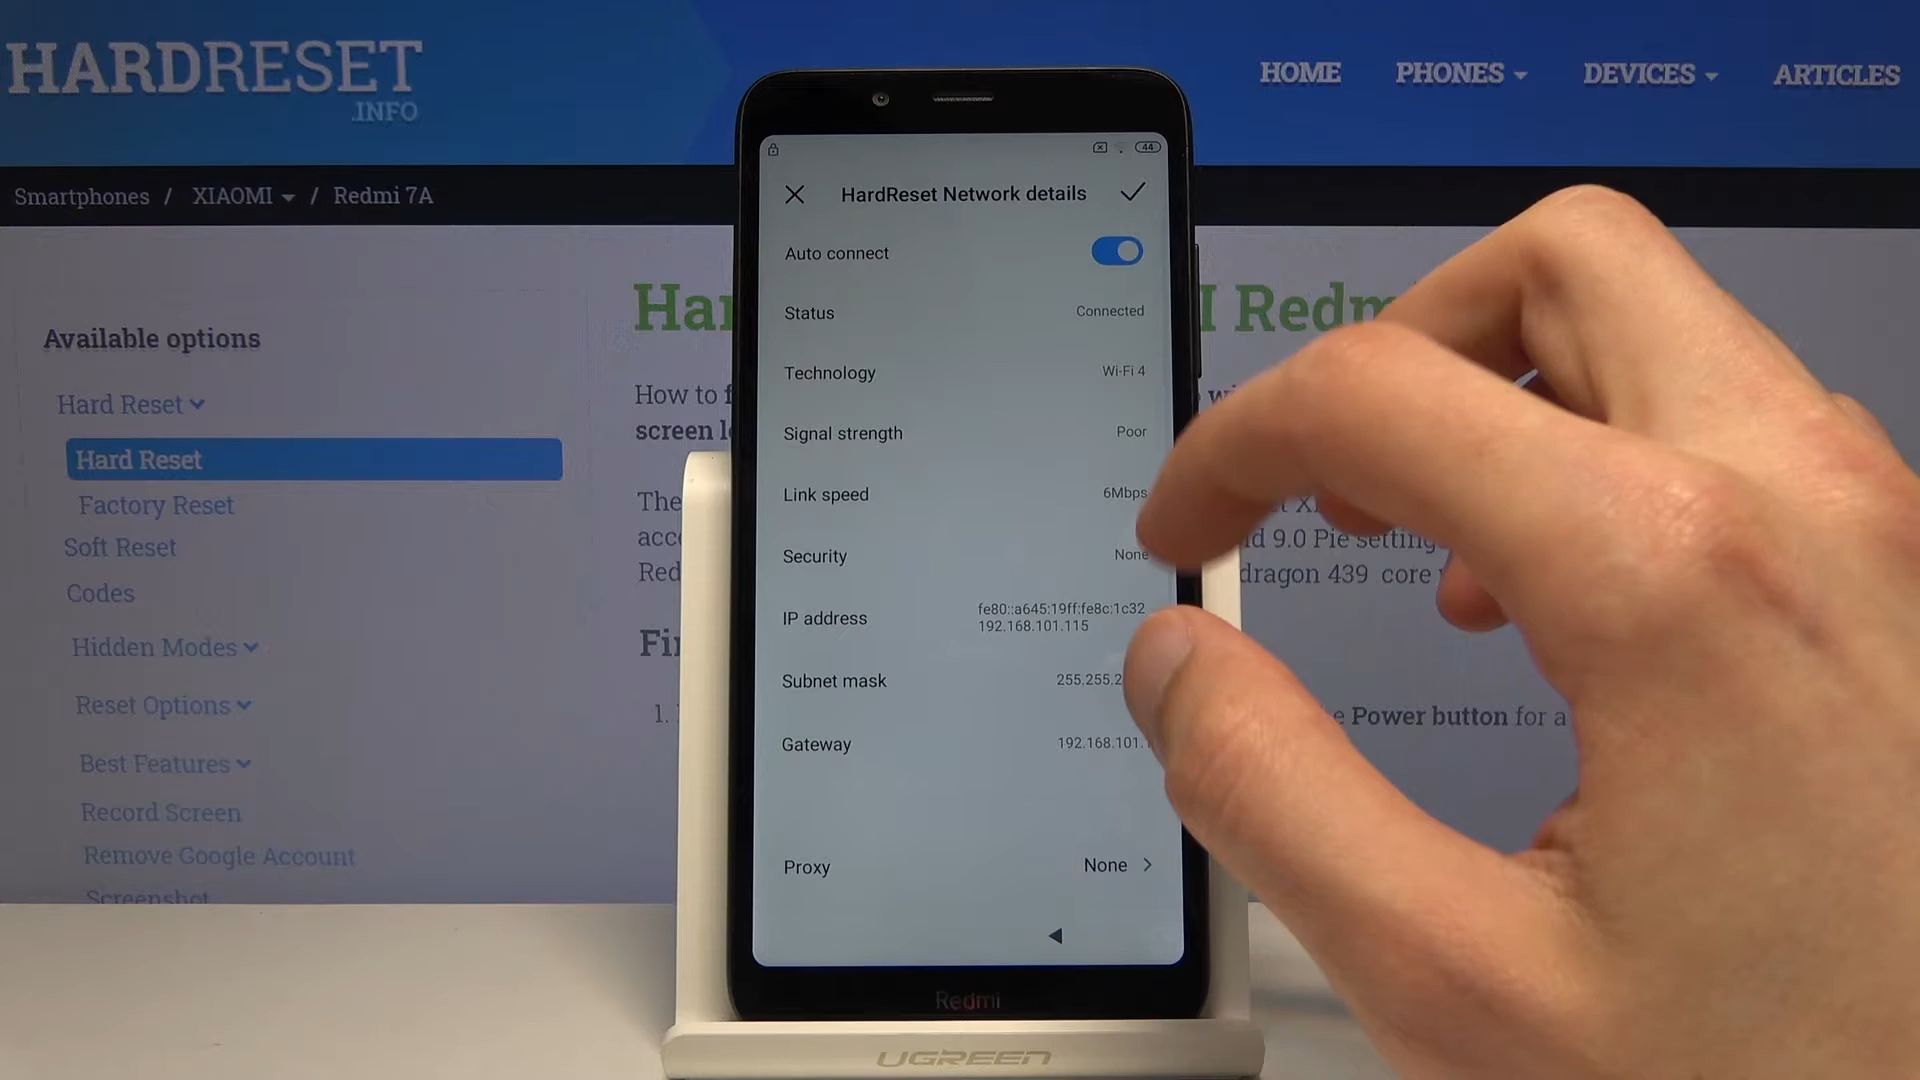 HARDRESET
.INFO
HOME
PHONES
DEVICES
ARTICLES
Smartphones / XIAOMI / Redmi 7A
Available options
Hard Reset
Hard Reset
Factory Reset
Soft Reset
Codes
Hidden Modes
Reset Options
Best Features
Record Screen
Remove Google Account
Screenshot
How to
screen
The
Red
1.
Redm
9.0 Pie
dragon 439 core
Power button for a
44
HardReset Network details
Auto connect
Status Connected
Technology Wi-Fi 4
Signal strength Poor
Link speed 6Mbps
Security None
IP address fe80::a645:19ff:fe8c:1c32
192.168.101.115
Subnet mask 255.255.2
Gateway 192.168.101.
Proxy None
Redmi
UGREEN